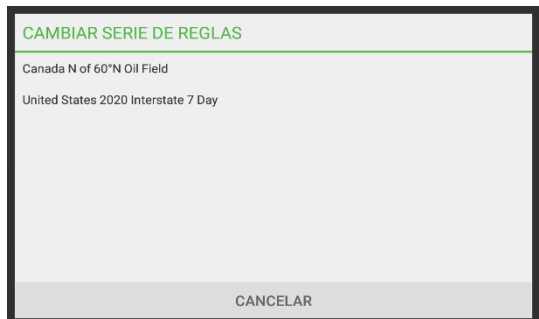 CAMBIAR SERIE DE REGLAS
Canada N of 60°N Oil Field
United States 2020 Interstate 7 Day
CANCELAR